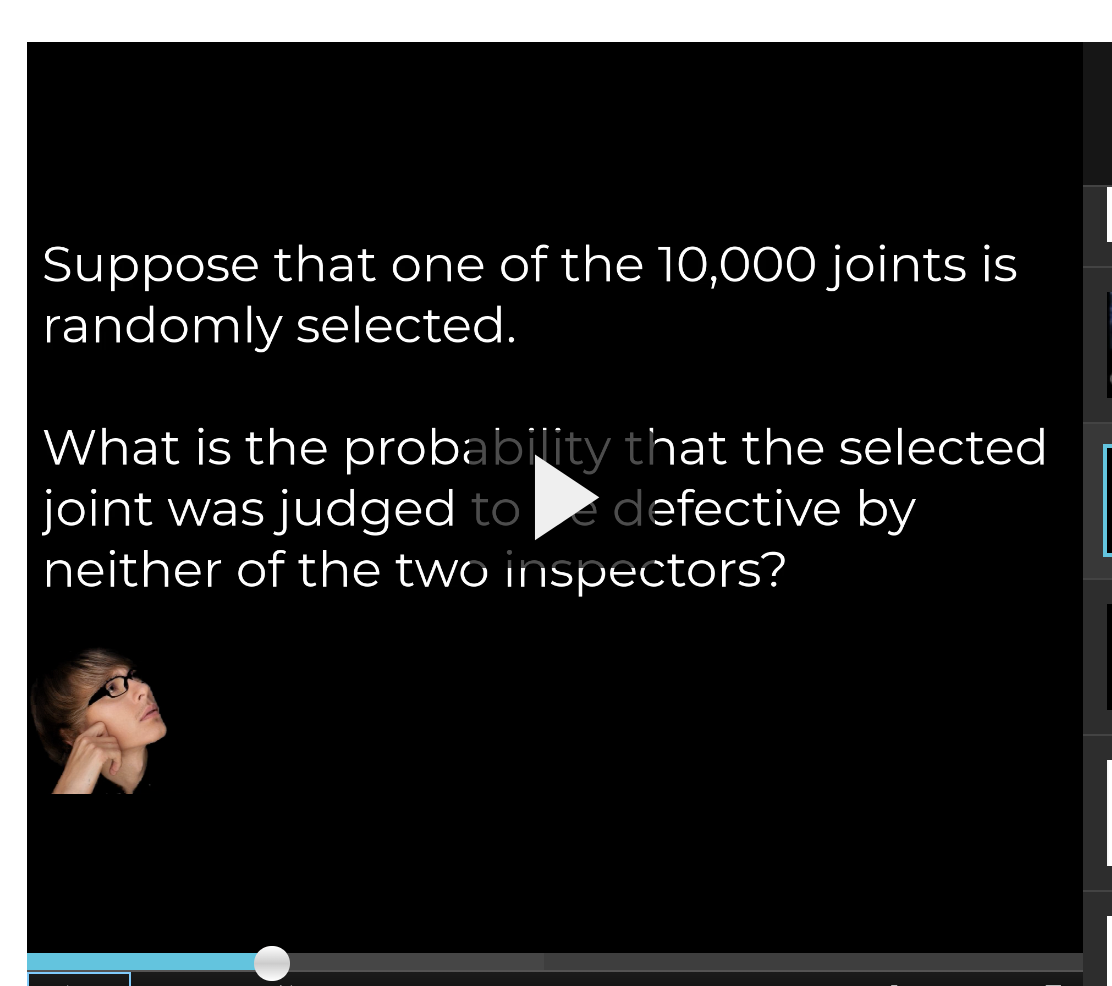 Suppose that one of the 10,000 joints is
randomly selected.
What is the probability that the selected
joint was judged to be defective by
neither of the two inspectors?